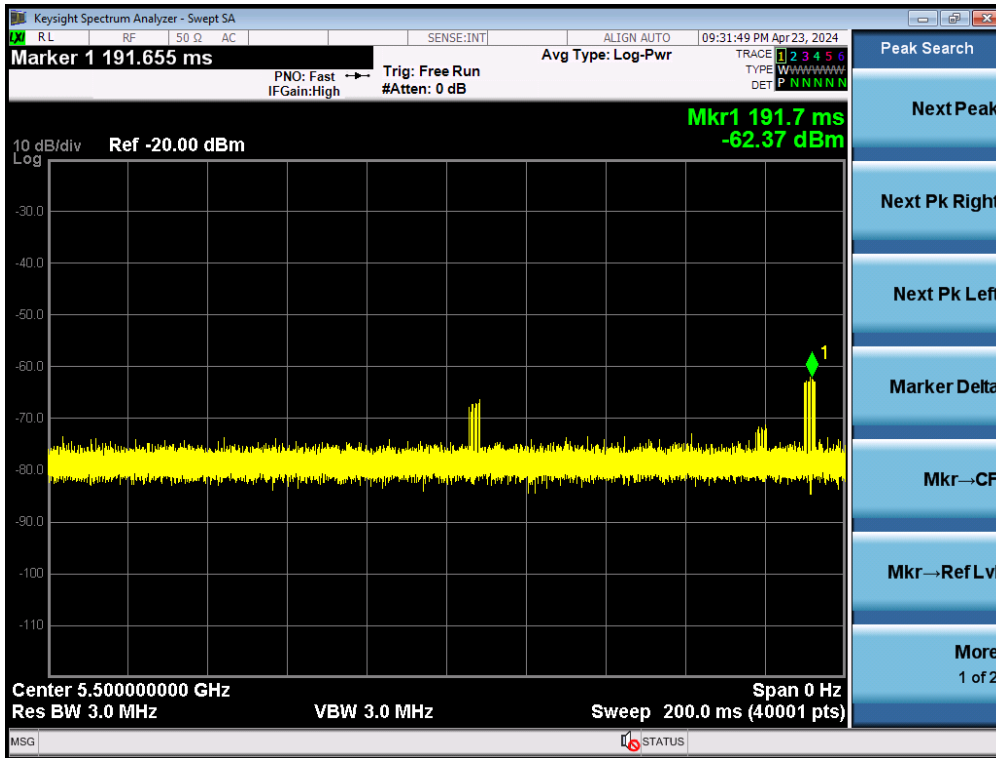 Keysight Spectrum Analyzer - Swept SA
LXI RL RF 50 Ω AC SENSE:INT ALIGN AUTO 09:31:49 PM Apr 23, 2024
Marker 1 191.655 ms
PNO: Fast
IFGain:High
Trig: Free Run
#Atten: 0 dB
Avg Type: Log-Pwr
TRACE 1 2 3 4 5 6
TYPE WWWWWW
DET P N N N N N
Mkr1 191.7 ms
-62.37 dBm
10 dB/div Ref -20.00 dBm
Log
-30.0
-40.0
-50.0
-60.0
-70.0
-80.0
-90.0
-100
-110
1
Center 5.500000000 GHz Span 0 Hz
Res BW 3.0 MHz VBW 3.0 MHz Sweep 200.0 ms (40001 pts)
MSG STATUS
Peak Search
Next Peak
Next Pk Right
Next Pk Left
Marker Delta
Mkr→CF
Mkr→Ref Lvl
More
1 of 2